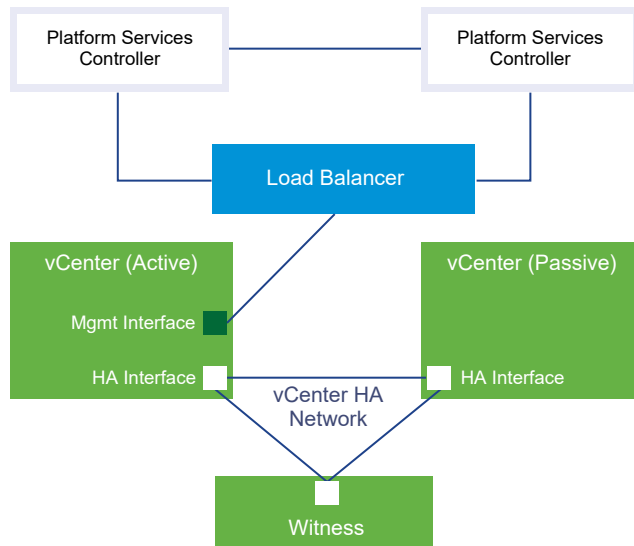 Platform Services
Controller
Platform Services
Controller
Load Balancer
vCenter (Active)
vCenter (Passive)
Mgmt Interface
HA Interface
HA Interface
vCenter HA
Network
Witness